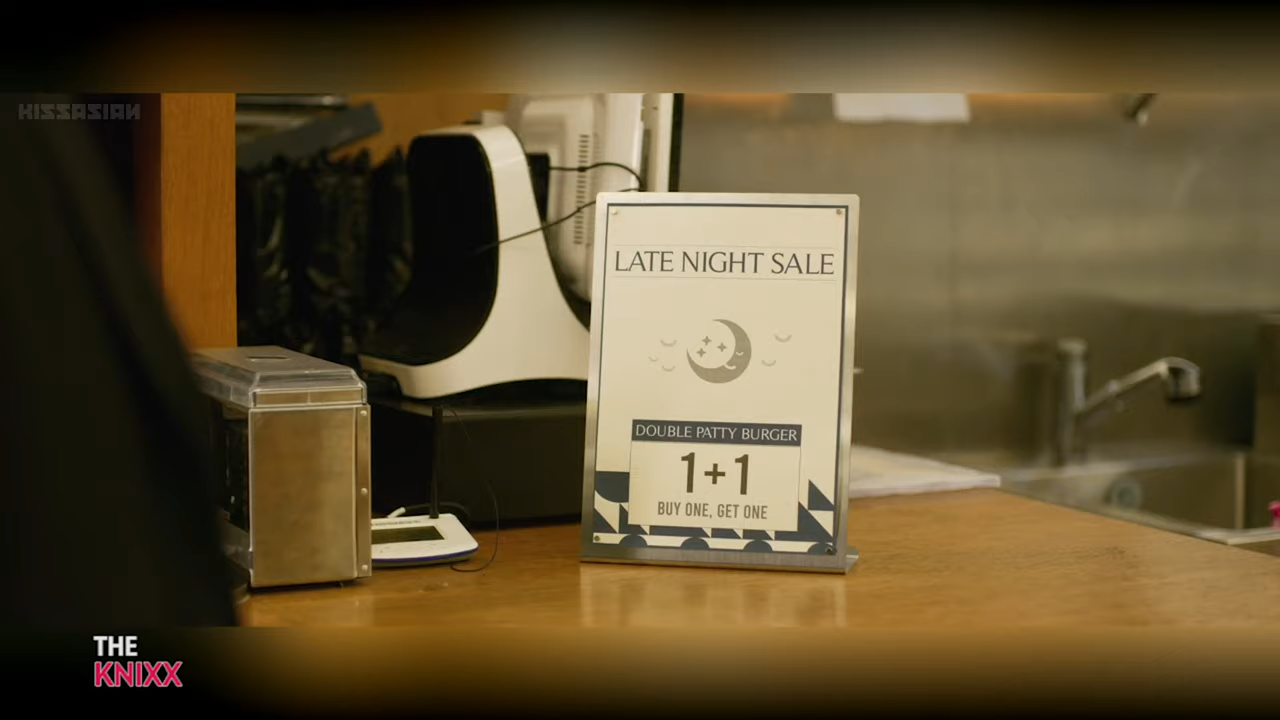 KISSASIAN
LATE NIGHT SALE
DOUBLE PATTY BURGER
1+1
BUY ONE, GET ONE
THE
KNIXX